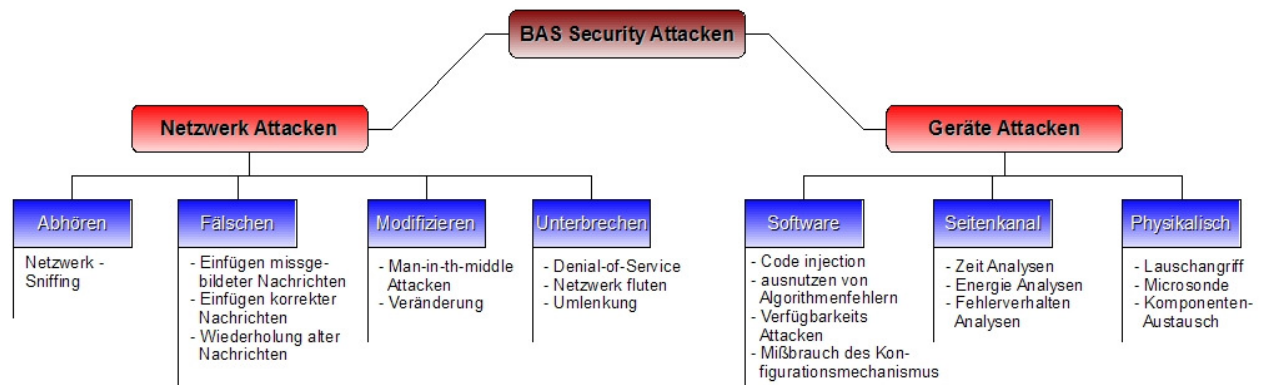 BAS Security Attacken
Netzwerk Attacken
Geräte Attacken
Abhören
Netzwerk -
Sniffing
Fälschen
- Einfügen missge-
bildeter Nachrichten
- Einfügen korrekter
Nachrichten
- Wiederholung alter
Nachrichten
Modifizieren
- Man-in-th-middle
Attacken
- Veränderung
Unterbrechen
- Denial-of-Service
- Netzwerk fluten
- Umlenkung
Software
- Code injection
- ausnutzen von
Algorithmenfehlern
- Verfügbarkeits
Attacken
- Mißbrauch des Kon-
figurationsmechanismus
Seitenkanal
- Zeit Analysen
- Energie Analysen
- Fehlerverhalten
Analysen
Physikalisch
- Lauschangriff
- Microsonde
- Komponenten-
Austausch